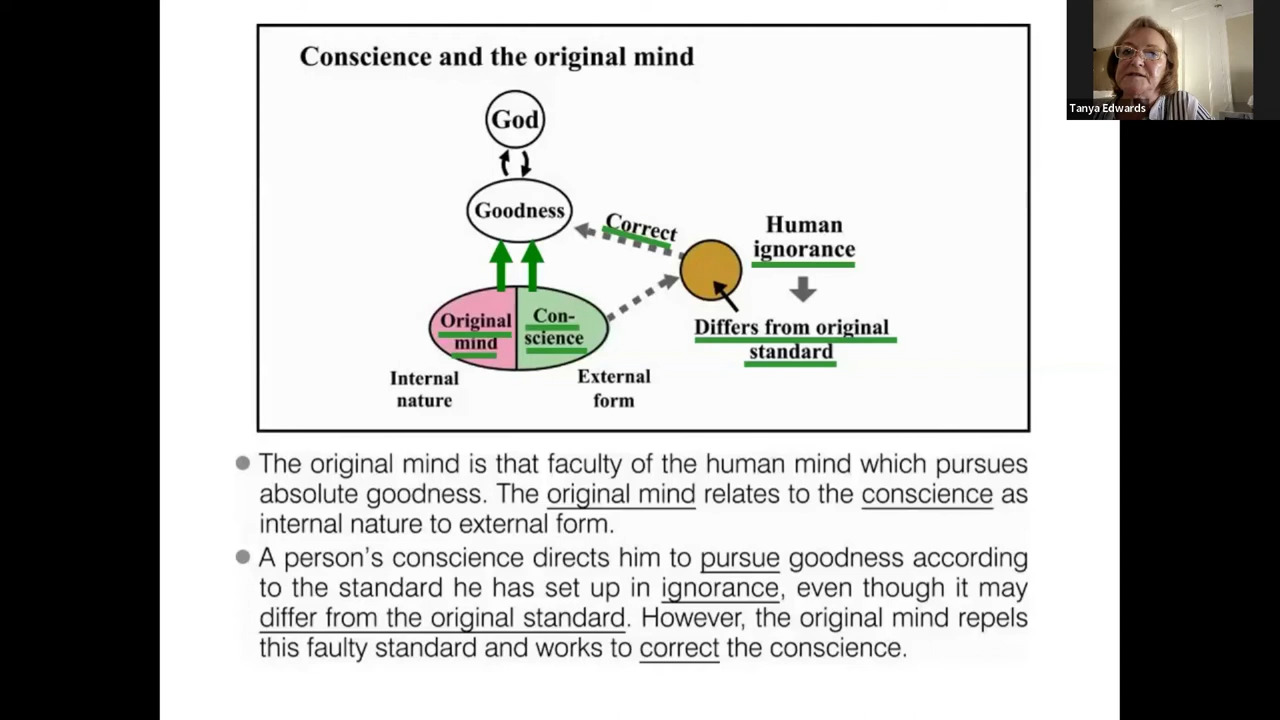 Conscience and the original mind
God
Goodness
Correct
Human
ignorance
Original
mind
Con-
science
Differs from original
standard
Internal
nature
External
form
Tanya Edwards
The original mind is that faculty of the human mind which pursues
absolute goodness. The original mind relates to the conscience as
internal nature to external form.
A person's conscience directs him to pursue goodness according
to the standard he has set up in ignorance, even though it may
differ from the original standard. However, the original mind repels
this faulty standard and works to correct the conscience.